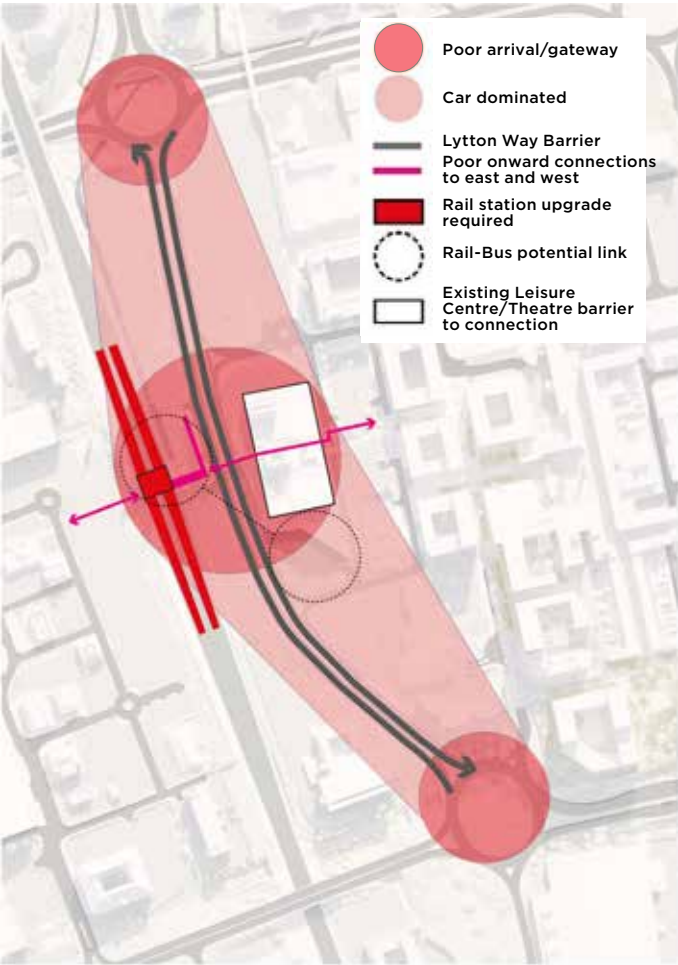 Poor arrival/gateway
Car dominated
Lytton Way Barrier
Poor onward connections
to east and west
Rail station upgrade
required
Rail-Bus potential link
Existing Leisure
Centre/Theatre barrier
to connection